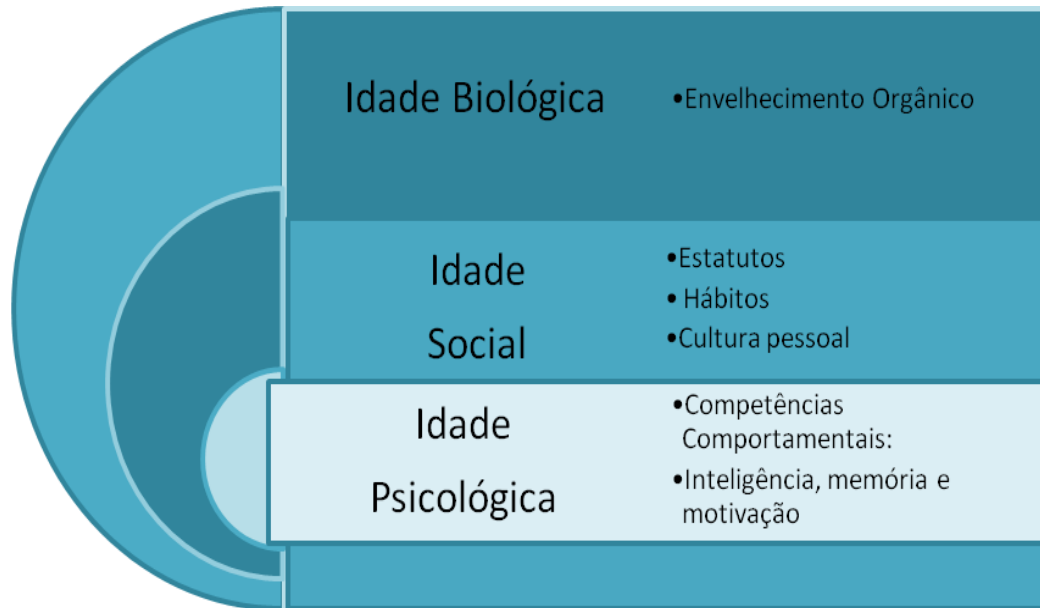 Idade Biológica
•Envelhecimento Orgânico
Idade
Social
•Estatutos
• Hábitos
•Cultura pessoal
Idade
Psicológica
•Competências
Comportamentais:
•Inteligência, memória e
motivação